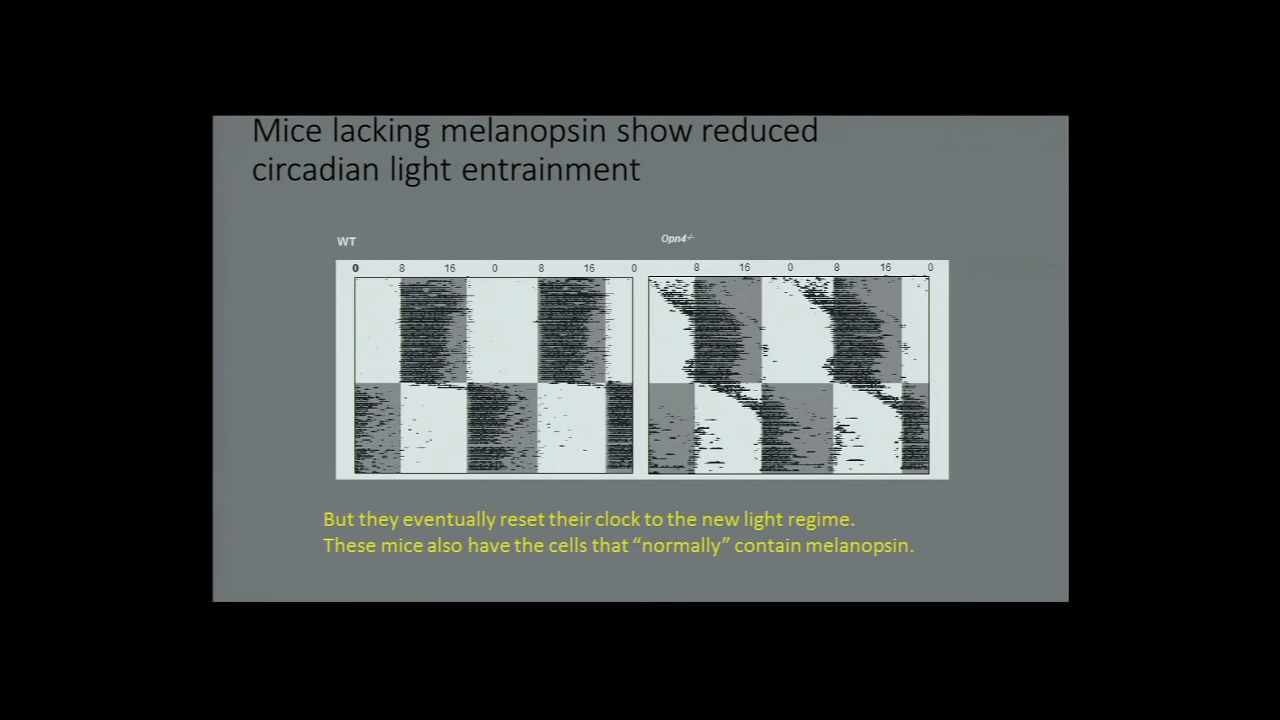 Mice lacking melanopsin show reduced
circadian light entrainment
WT
Opn4-/-
0 8 16 0 8 16 0
8 16 0 8 16 0
But they eventually reset their clock to the new light regime.
These mice also have the cells that “normally” contain melanopsin.